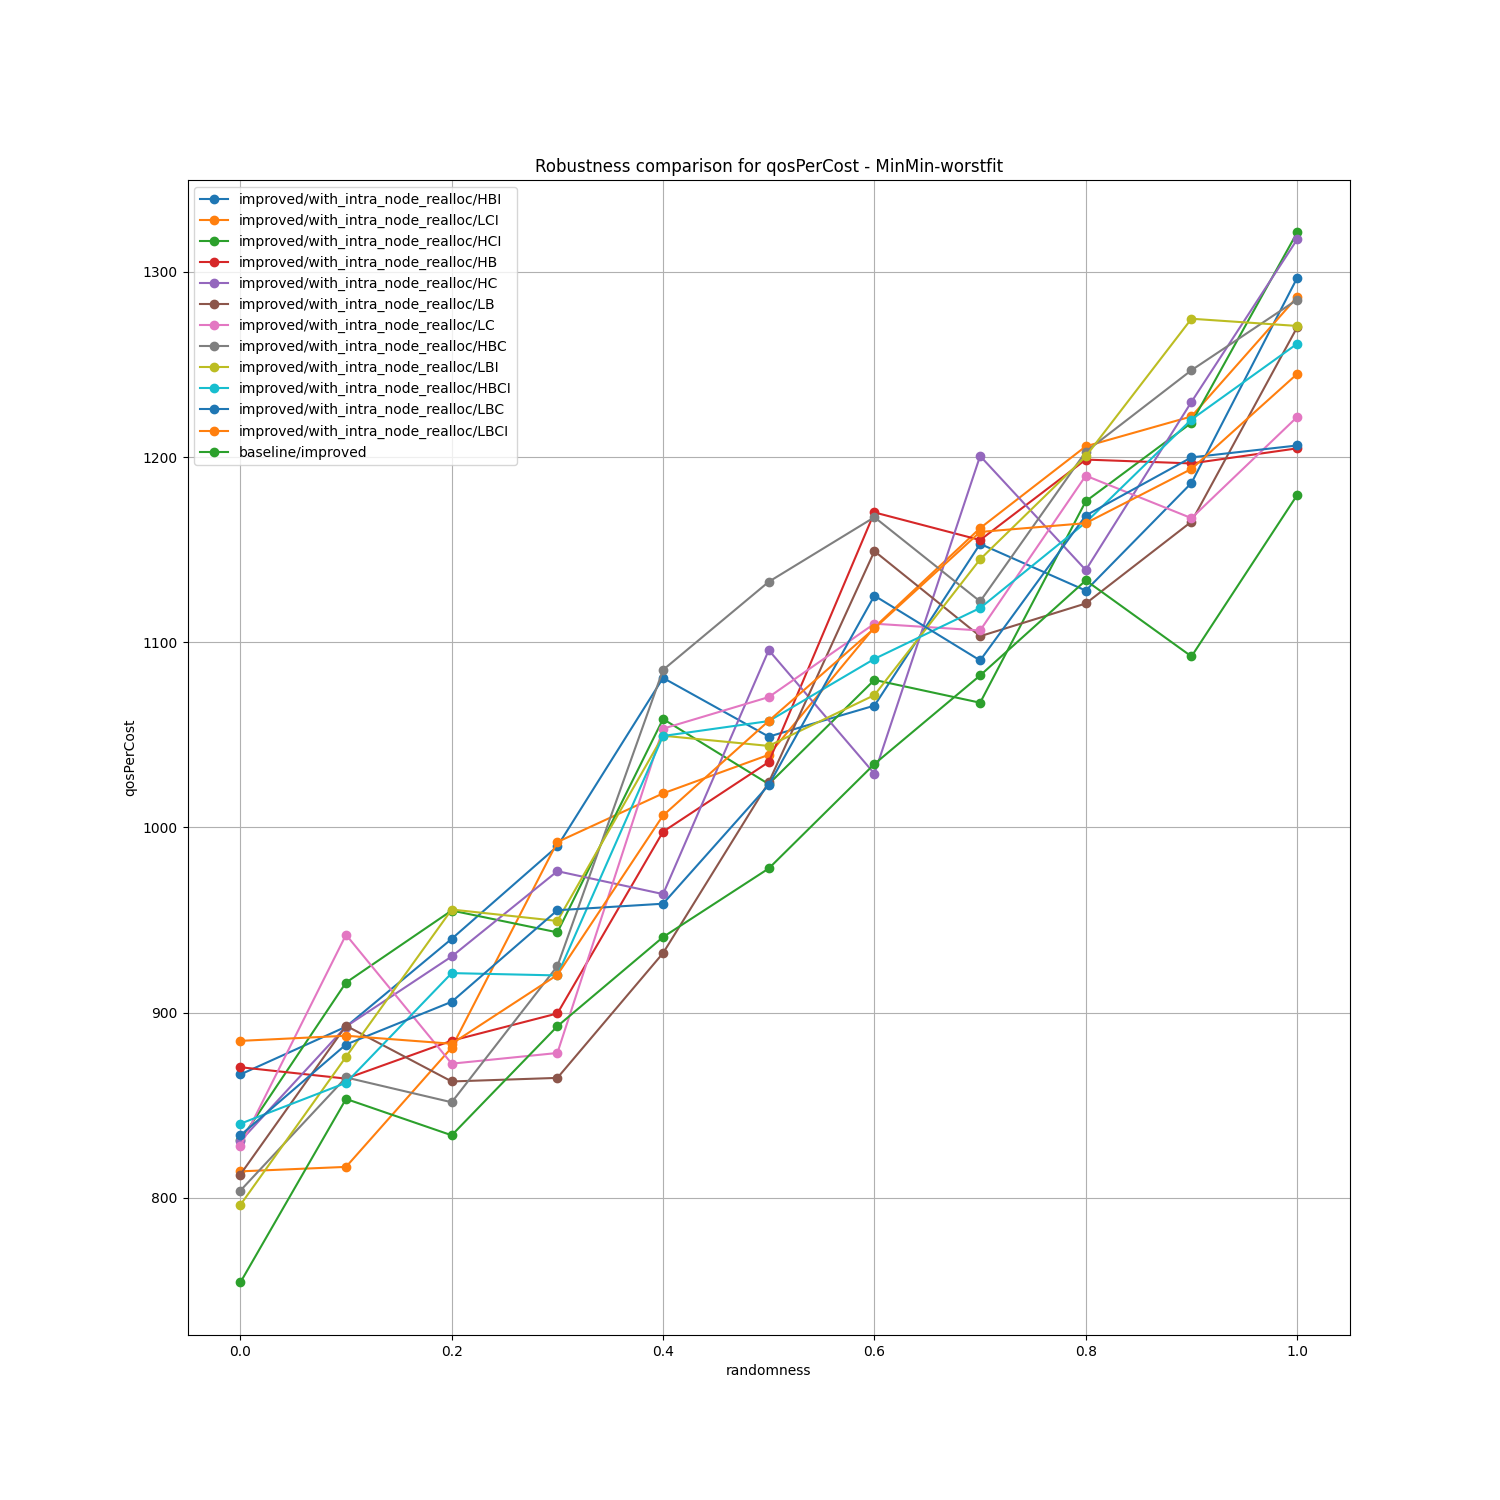 Robustness comparison for qosPerCost - MinMin-worstfit
improved/with_intra_node_realloc/HBI
improved/with_intra_node_realloc/LCI
improved/with_intra_node_realloc/HCI
improved/with_intra_node_realloc/HB
improved/with_intra_node_realloc/HC
improved/with_intra_node_realloc/LB
improved/with_intra_node_realloc/LC
improved/with_intra_node_realloc/HBC
improved/with_intra_node_realloc/LBI
improved/with_intra_node_realloc/HBCI
improved/with_intra_node_realloc/LBC
improved/with_intra_node_realloc/LBCI
baseline/improved
1300
1200
1100
1000
900
800
qosPerCost
0.0 0.2 0.4 0.6 0.8 1.0
randomness